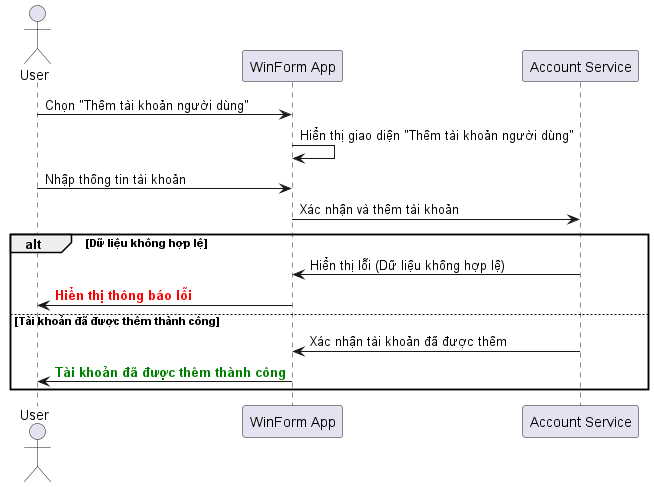 User
WinForm App
Account Service
Chọn "Thêm tài khoản người dùng"
Hiển thị giao diện "Thêm tài khoản người dùng"
Nhập thông tin tài khoản
Xác nhận và thêm tài khoản
alt
[Dữ liệu không hợp lệ]
Hiển thị lỗi (Dữ liệu không hợp lệ)
Hiển thị thông báo lỗi
[Tài khoản đã được thêm thành công]
Xác nhận tài khoản đã được thêm
Tài khoản đã được thêm thành công
User
WinForm App
Account Service